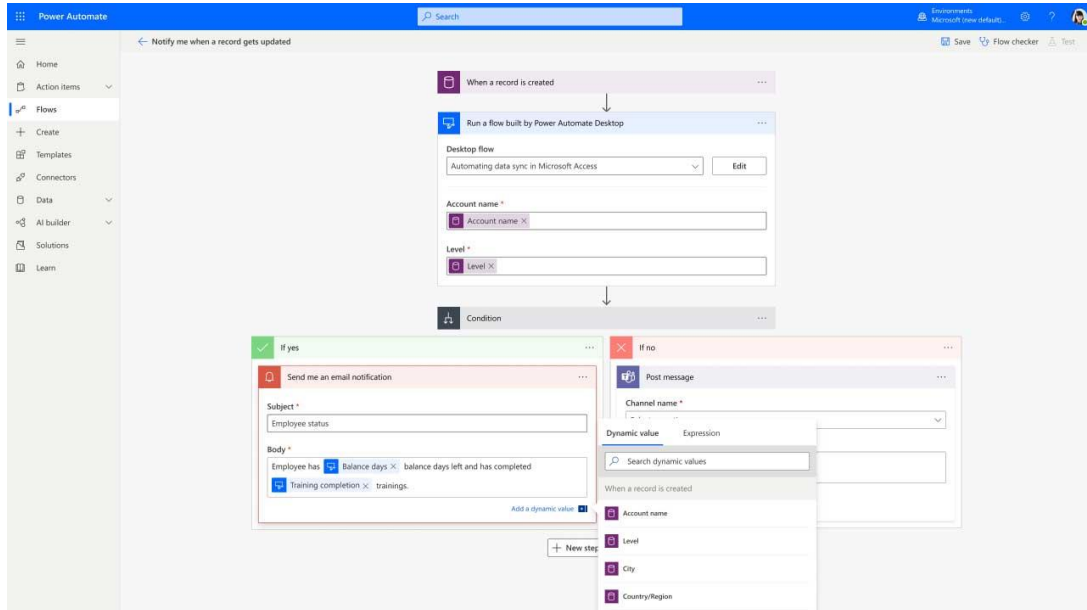 Power Automate
Search
Environments
Microsoft (new default)...
Notify me when a record gets updated
Save
Flow checker
Test
Home
Action items
Flows
Create
Templates
Connectors
Data
AI builder
Solutions
Learn
When a record is created
Run a flow built by Power Automate Desktop
Desktop flow
Automating data sync in Microsoft Access
Edit
Account name *
Account name ×
Level *
Level ×
Condition
If yes
Send me an email notification
Subject *
Employee status
Body *
Employee has Balance days × balance days left and has completed
Training completion × trainings.
Add a dynamic value
New step
If no
Post message
Channel name *
Dynamic value
Expression
Search dynamic values
When a record is created
Account name
Level
City
Country/Region